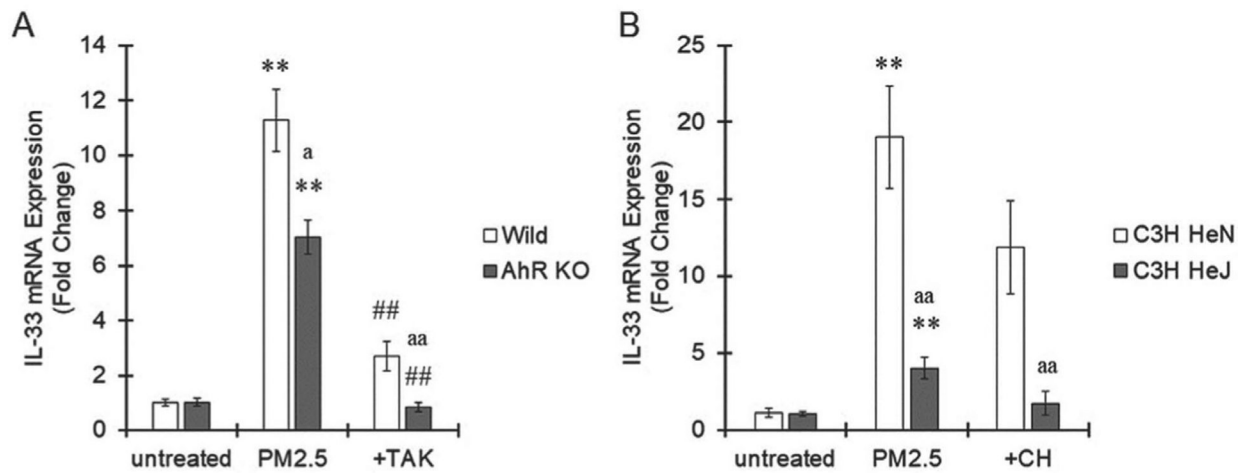 A
IL-33 mRNA Expression
(Fold Change)
14
12
10
8
6
4
2
0
**
a
**
##
aa
##
untreated
PM2.5
+TAK
Wild
AhR KO
B
IL-33 mRNA Expression
(Fold Change)
25
20
15
10
5
0
**
aa
**
aa
untreated
PM2.5
+CH
C3H HeN
C3H HeJ